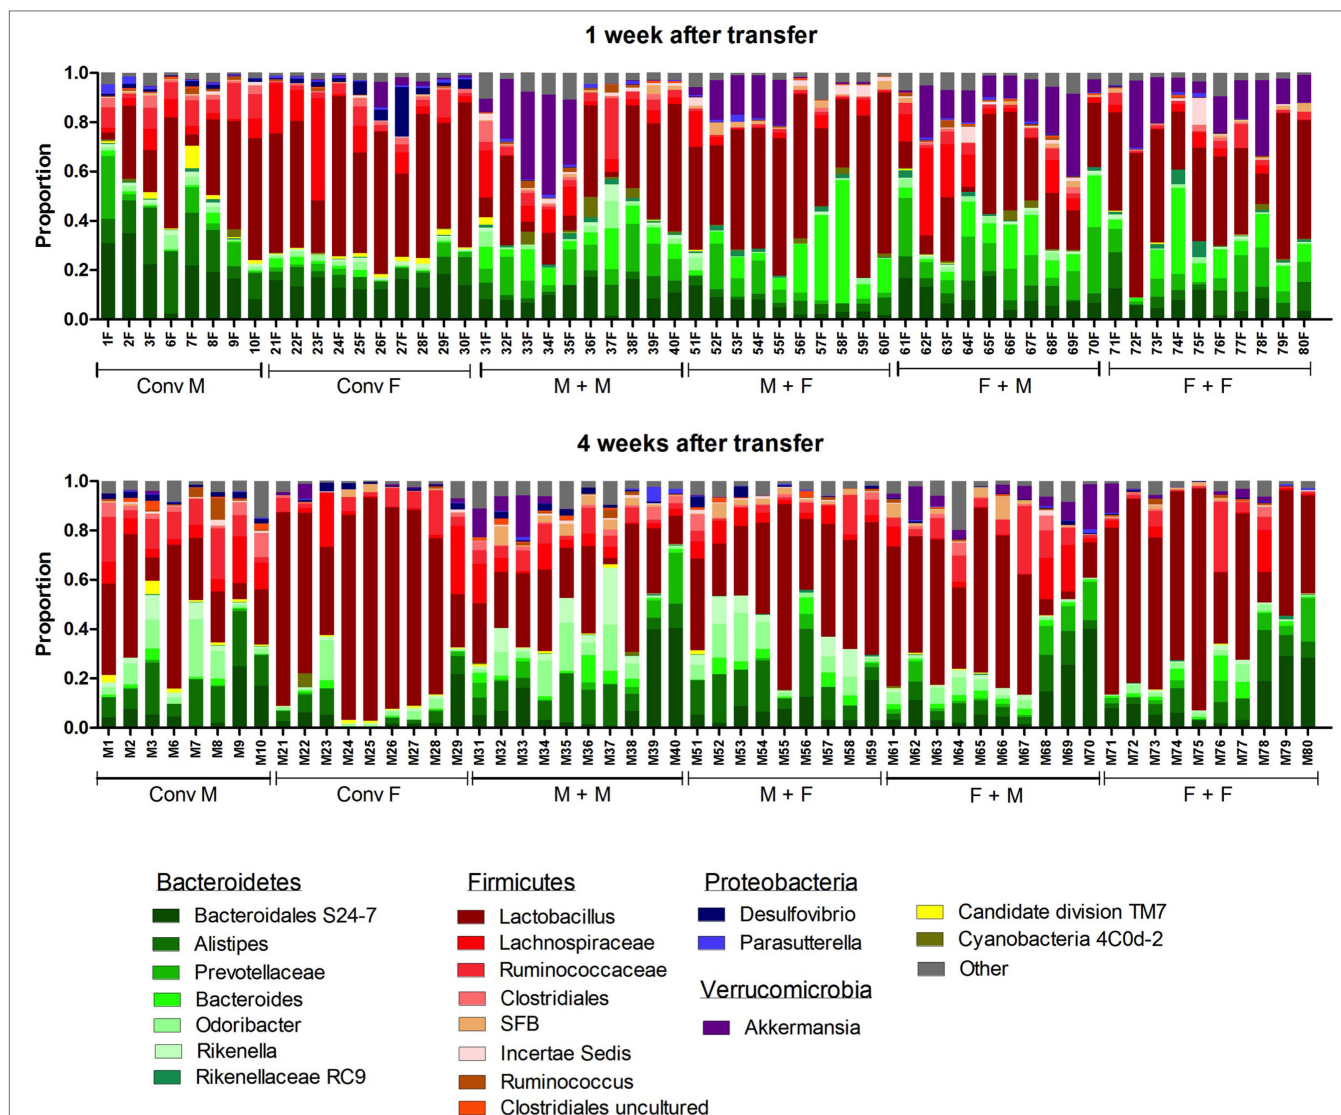 1 week after transfer
Proportion
1.0
0.8
0.6
0.4
0.2
0.0
1F 2F 3F 6F 7F 8F 9F 10F 21F 22F 23F 24F 25F 26F 27F 28F 30F 31F 32F 33F 34F 35F 36F 37F 38F 39F 40F 51F 52F 53F 54F 55F 56F 57F 58F 59F 60F 61F 62F 63F 64F 65F 66F 67F 68F 69F 70F 71F 72F 73F 74F 75F 76F 77F 78F 79F 80F
Conv M Conv F M + M M + F F + M F + F
4 weeks after transfer
Proportion
1.0
0.8
0.6
0.4
0.2
0.0
M1 M2 M3 M6 M7 M8 M9 M10 M21 M22 M23 M24 M25 M26 M27 M28 M29 M31 M32 M33 M34 M35 M36 M37 M38 M39 M40 M51 M52 M53 M54 M55 M56 M57 M58 M59 M61 M62 M63 M64 M65 M66 M67 M68 M69 M70 M71 M72 M73 M74 M75 M76 M77 M78 M79 M80
Conv M Conv F M + M M + F F + M F + F
Bacteroidetes
Bacteroidales S24-7
Alistipes
Prevotellaceae
Bacteroides
Odoribacter
Rikenella
Rikenellaceae RC9
Firmicutes
Lactobacillus
Lachnospiraceae
Ruminococcaceae
Clostridiales
SFB
Incertae Sedis
Ruminococcus
Clostridiales uncultured
Proteobacteria
Desulfovibrio
Parasutterella
Verrucomicrobia
Akkermansia
Candidate division TM7
Cyanobacteria 4C0d-2
Other